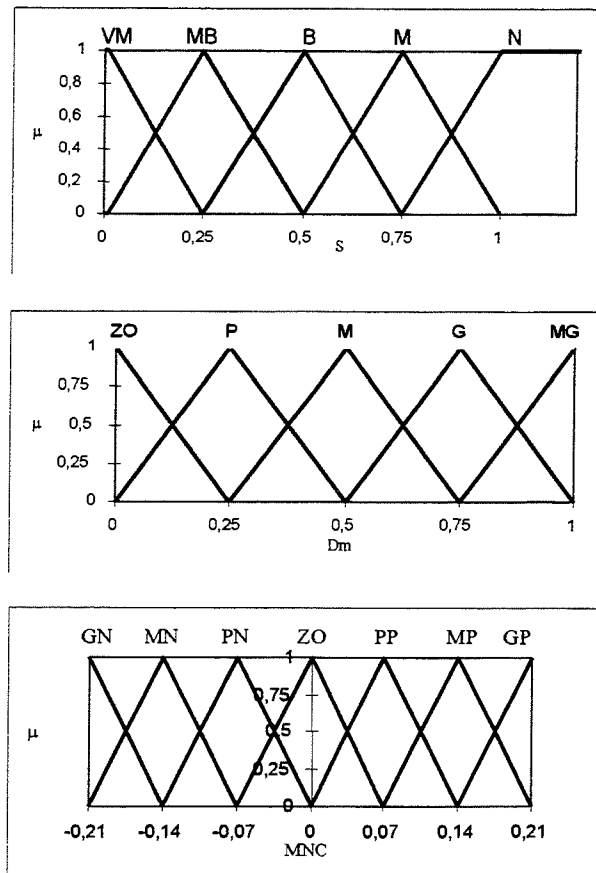 VM MB B M N
1
0,8
0,6
μ
0,4
0,2
0
0 0,25 0,5 0,75 1
S
ZO P M G MG
1
0,75
μ 0,5
0,25
0
0 0,25 0,5 0,75 1
Dm
GN MN PN ZO PP MP GP
1
0,75
μ 0,5
0,25
0
-0,21 -0,14 -0,07 0 0,07 0,14 0,21
MNC